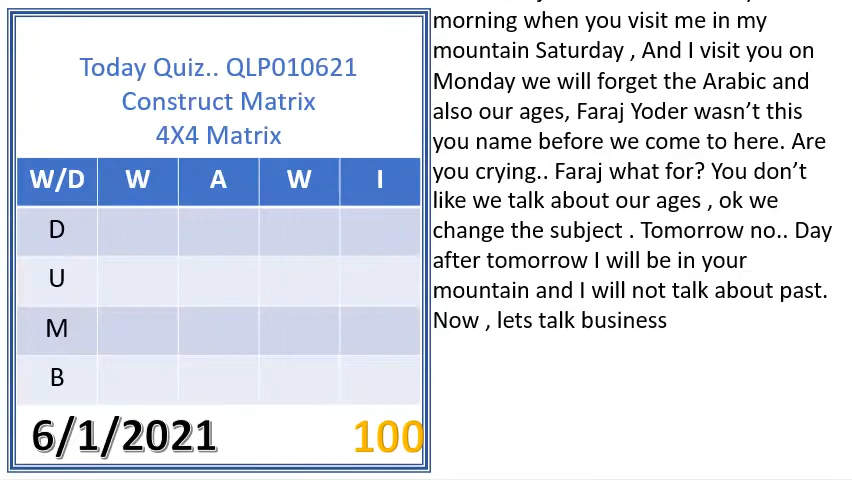 Today Quiz.. QLP010621
Construct Matrix
4X4 Matrix
W/D W A W I
D
U
M
B
6/1/2021 100
morning when you visit me in my
mountain Saturday , And I visit you on
Monday we will forget the Arabic and
also our ages, Faraj Yoder wasn’t this
you name before we come to here. Are
you crying.. Faraj what for? You don’t
like we talk about our ages , ok we
change the subject . Tomorrow no.. Day
after tomorrow I will be in your
mountain and I will not talk about past.
Now , lets talk business